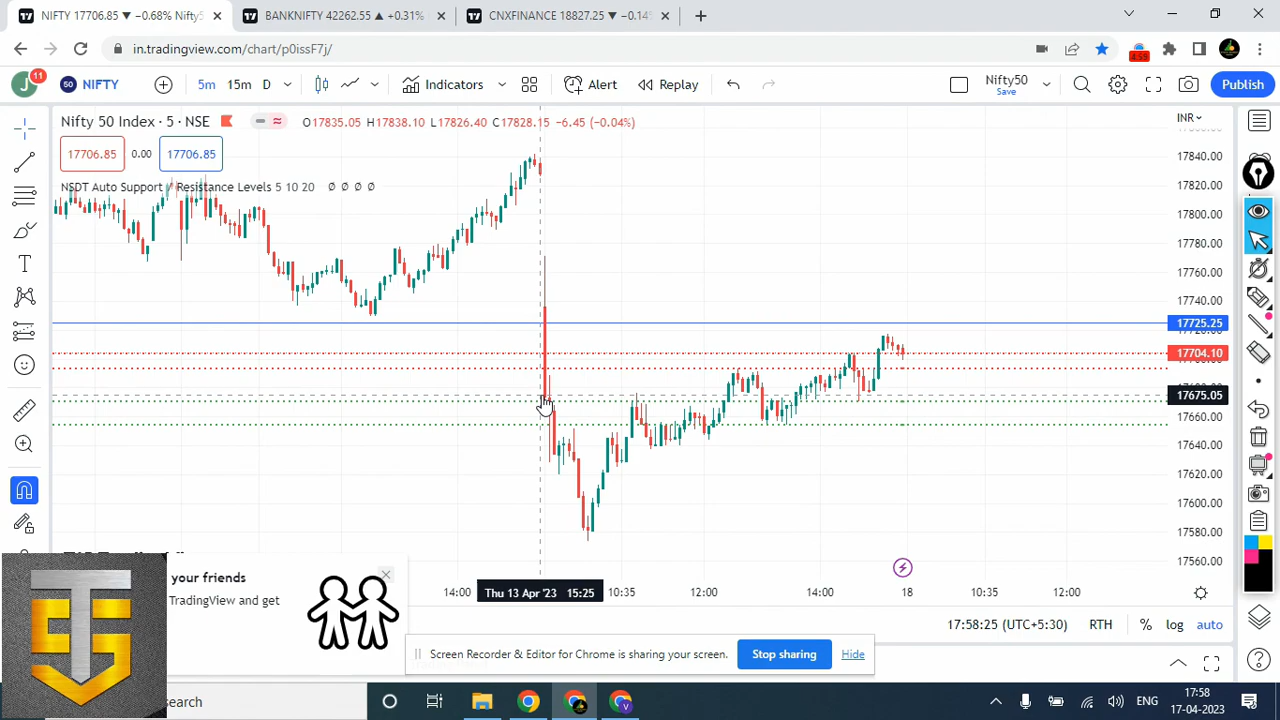 NIFTY 17706.85 ▼ −0.68% Nifty5
BANKNIFTY 42262.55 ▲ +0.31%
CNXFINANCE 18827.25 ▼ −0.14%
in.tradingview.com/chart/p0issF7j/
4:59
J 11
50 NIFTY
5m 15m D
Indicators
Alert
Replay
Nifty50
Save
Publish
Nifty 50 Index · 5 · NSE
O17835.05 H17838.10 L17826.40 C17828.15 −6.45 (−0.04%)
INR
17706.85 0.00 17706.85
NSDT Auto Support / Resistance Levels 5 10 20 Ø Ø Ø Ø
17840.00
17820.00
17800.00
17780.00
17760.00
17740.00
17725.25
17704.10
17675.05
17660.00
17640.00
17620.00
17600.00
17580.00
17560.00
14:00
Thu 13 Apr '23 15:25
10:35
12:00
14:00
18
10:35
12:00
your friends
TradingView and get
17:58:25 (UTC+5:30)
RTH
%
log
auto
Screen Recorder & Editor for Chrome is sharing your screen.
Stop sharing
Hide
TS
search
ENG
17:58
17-04-2023